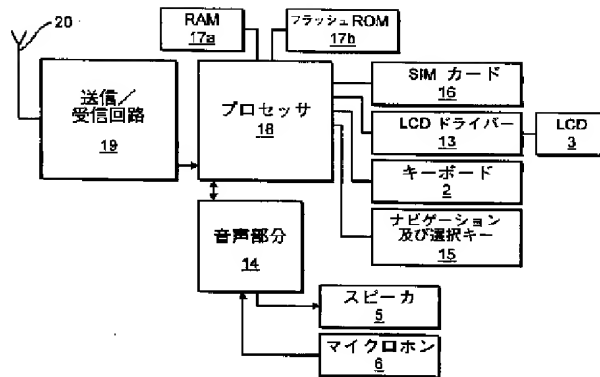 20
RAM
17a
フラッシュROM
17b
送信／
受信回路
19
プロセッサ
18
SIM カード
16
LCD ドライバー
13
LCD
3
キーボード
2
ナビゲーション
及び選択キー
15
音声部分
14
スピーカ
5
マイクロホン
6